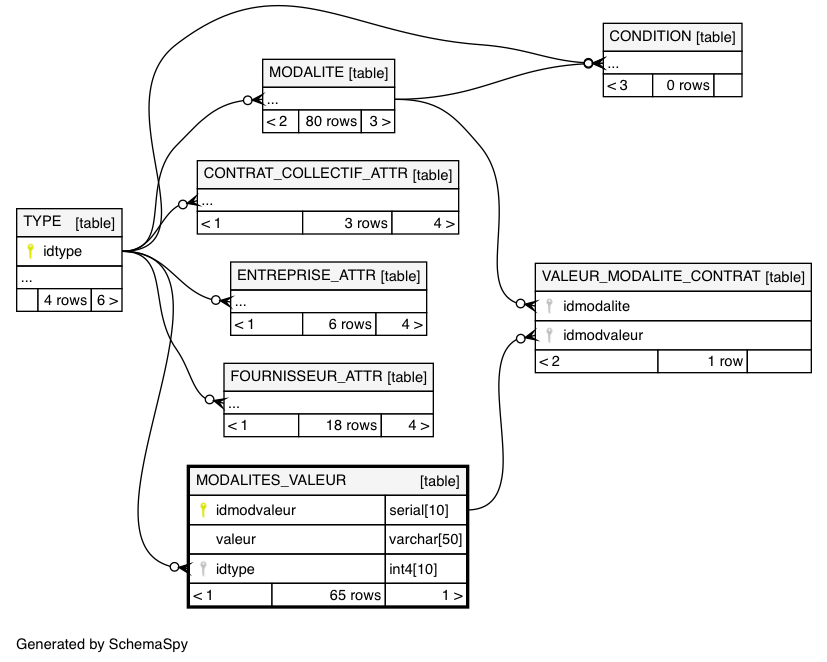 CONDITION [table]
...
< 3 0 rows
MODALITE [table]
...
< 2 80 rows 3 >
CONTRAT_COLLECTIF_ATTR [table]
...
< 1 3 rows 4 >
TYPE [table]
idtype
...
4 rows 6 >
ENTREPRISE_ATTR [table]
...
< 1 6 rows 4 >
VALEUR_MODALITE_CONTRAT [table]
idmodalite
idmodvaleur
< 2 1 row
FOURNISSEUR_ATTR [table]
...
< 1 18 rows 4 >
MODALITES_VALEUR [table]
idmodvaleur serial[10]
valeur varchar[50]
idtype int4[10]
< 1 65 rows 1 >
Generated by SchemaSpy